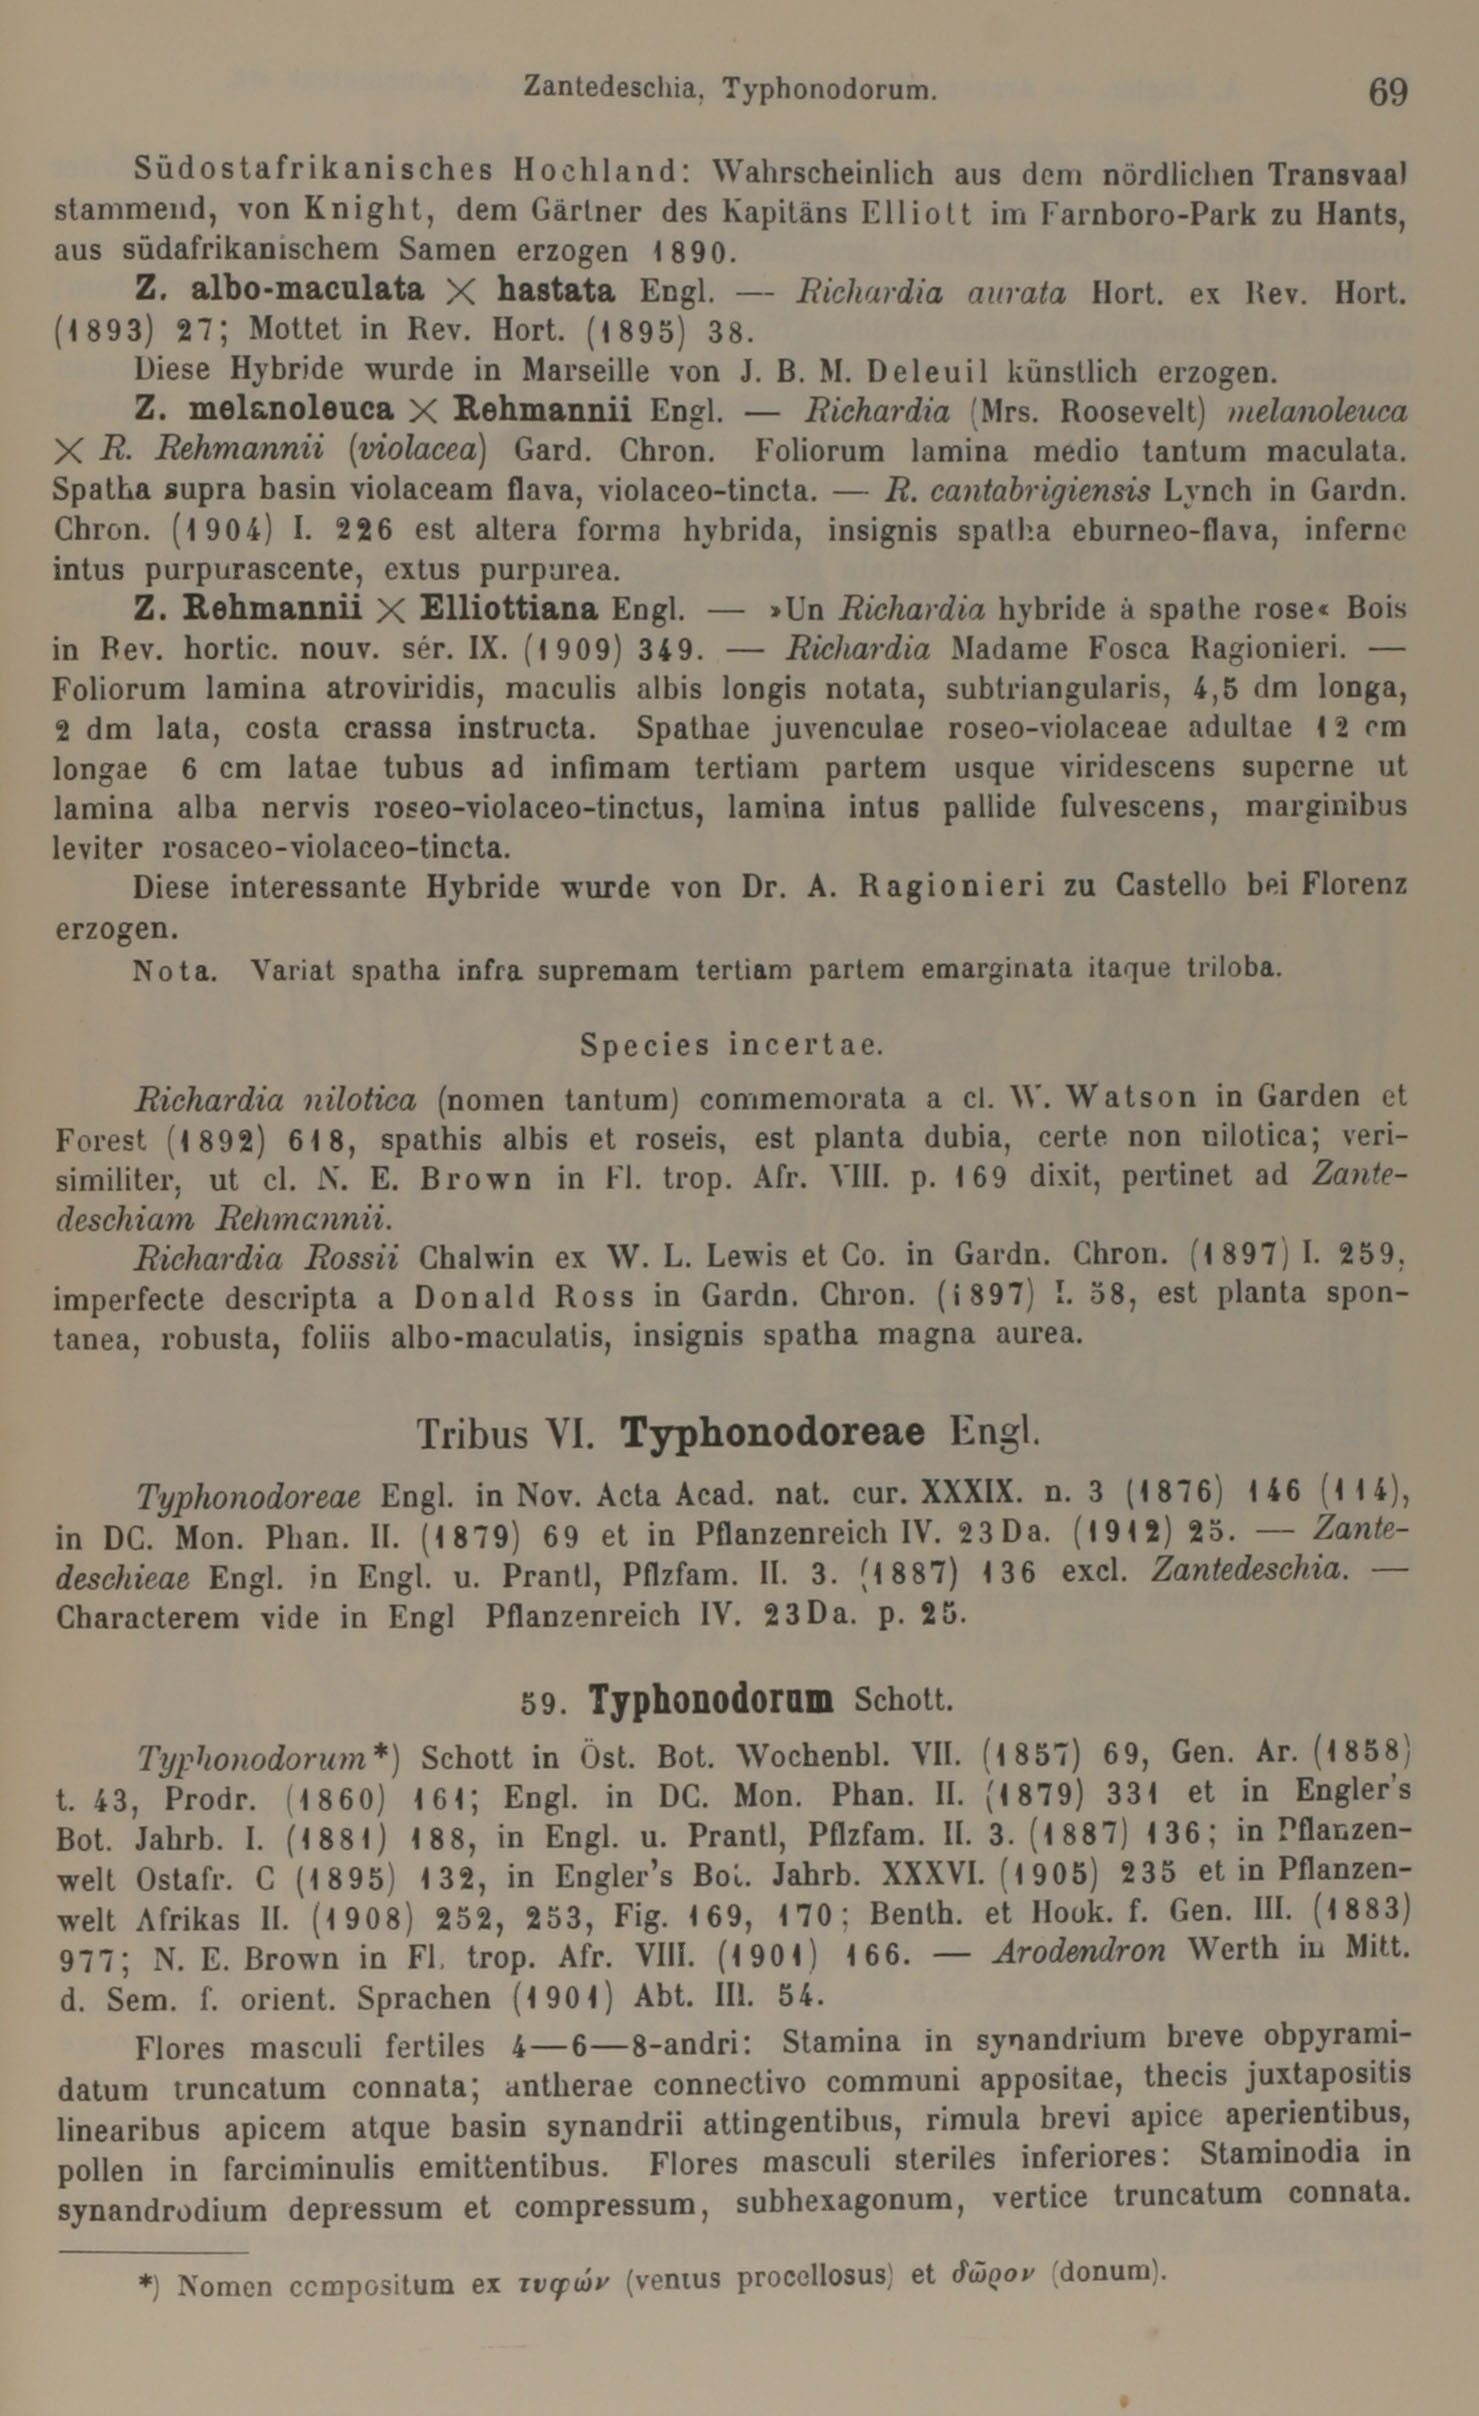 Zantedeschia, Typhonodorum. 69
Südostafrikanisches Hochland: Wahrscheinlich aus dem nördlichen Transvaal
stammend, von Knight, dem Gärtner des Kapitäns Elliott im Farnboro-Park zu Hants,
aus südafrikanischem Samen erzogen 1890.
Z. albo-maculata × hastata Engl. — Richardia aurata Hort. ex Rev. Hort.
(1893) 27; Mottet in Rev. Hort. (1895) 38.
Diese Hybride wurde in Marseille von J. B. M. Deleuil künstlich erzogen.
Z. melanoleuca × Rehmannii Engl. — Richardia (Mrs. Roosevelt) melanoleuca
× R. Rehmannii (violacea) Gard. Chron. Foliorum lamina medio tantum maculata.
Spatha supra basin violaceam flava, violaceo-tincta. — R. cantabrigiensis Lynch in Gardn.
Chron. (1904) I. 226 est altera forma hybrida, insignis spatha eburneo-flava, inferne
intus purpurascente, extus purpurea.
Z. Rehmannii × Elliottiana Engl. — »Un Richardia hybride à spathe rose« Bois
in Rev. hortic. nouv. sér. IX. (1909) 349. — Richardia Madame Fosca Ragionieri. —
Foliorum lamina atroviridis, maculis albis longis notata, subtriangularis, 4,5 dm longa,
2 dm lata, costa crassa instructa. Spathae juvenculae roseo-violaceae adultae 12 cm
longae 6 cm latae tubus ad infimam tertiam partem usque viridescens superne ut
lamina alba nervis roseo-violaceo-tinctus, lamina intus pallide fulvescens, marginibus
leviter rosaceo-violaceo-tincta.
Diese interessante Hybride wurde von Dr. A. Ragionieri zu Castello bei Florenz
erzogen.
Nota. Variat spatha infra supremam tertiam partem emarginata itaque triloba.
Species incertae.
Richardia nilotica (nomen tantum) commemorata a cl. W. Watson in Garden et
Forest (1892) 618, spathis albis et roseis, est planta dubia, certe non nilotica; veri-
similiter, ut cl. N. E. Brown in Fl. trop. Afr. VIII. p. 169 dixit, pertinet ad Zante-
deschiam Rehmannii.
Richardia Rossii Chalwin ex W. L. Lewis et Co. in Gardn. Chron. (1897) I. 259,
imperfecte descripta a Donald Ross in Gardn. Chron. (1897) I. 58, est planta spon-
tanea, robusta, foliis albo-maculatis, insignis spatha magna aurea.
Tribus VI. Typhonodoreae Engl.
Typhonodoreae Engl. in Nov. Acta Acad. nat. cur. XXXIX. n. 3 (1876) 146 (114),
in DC. Mon. Phan. II. (1879) 69 et in Pflanzenreich IV. 23Da. (1912) 25. — Zante-
deschieae Engl. in Engl. u. Prantl, Pflzfam. II. 3. (1887) 136 excl. Zantedeschia. —
Characterem vide in Engl Pflanzenreich IV. 23Da. p. 25.
59. Typhonodorum Schott.
Typhonodorum*) Schott in Öst. Bot. Wochenbl. VII. (1857) 69, Gen. Ar. (1858)
t. 43, Prodr. (1860) 161; Engl. in DC. Mon. Phan. II. (1879) 331 et in Engler's
Bot. Jahrb. I. (1881) 188, in Engl. u. Prantl, Pflzfam. II. 3. (1887) 136; in Pflanzen-
welt Ostafr. C (1895) 132, in Engler's Bot. Jahrb. XXXVI. (1905) 235 et in Pflanzen-
welt Afrikas II. (1908) 252, 253, Fig. 169, 170; Benth. et Hook. f. Gen. III. (1883)
977; N. E. Brown in Fl. trop. Afr. VIII. (1901) 166. — Arodendron Werth in Mitt.
d. Sem. f. orient. Sprachen (1901) Abt. III. 54.
Flores masculi fertiles 4—6—8-andri: Stamina in synandrium breve obpyrami-
datum truncatum connata; antherae connectivo communi appositae, thecis juxtapositis
linearibus apicem atque basin synandrii attingentibus, rimula brevi apice aperientibus,
pollen in farciminulis emittentibus. Flores masculi steriles inferiores: Staminodia in
synandrodium depressum et compressum, subhexagonum, vertice truncatum connata.
*) Nomen compositum ex τυφών (ventus procellosus) et δῶρον (donum).